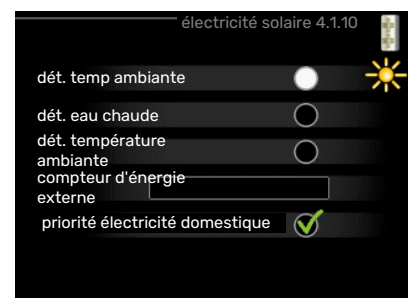 électricité solaire 4.1.10
dét. temp ambiante
dét. eau chaude
dét. température
ambiante
compteur d'énergie
externe
priorité électricité domestique